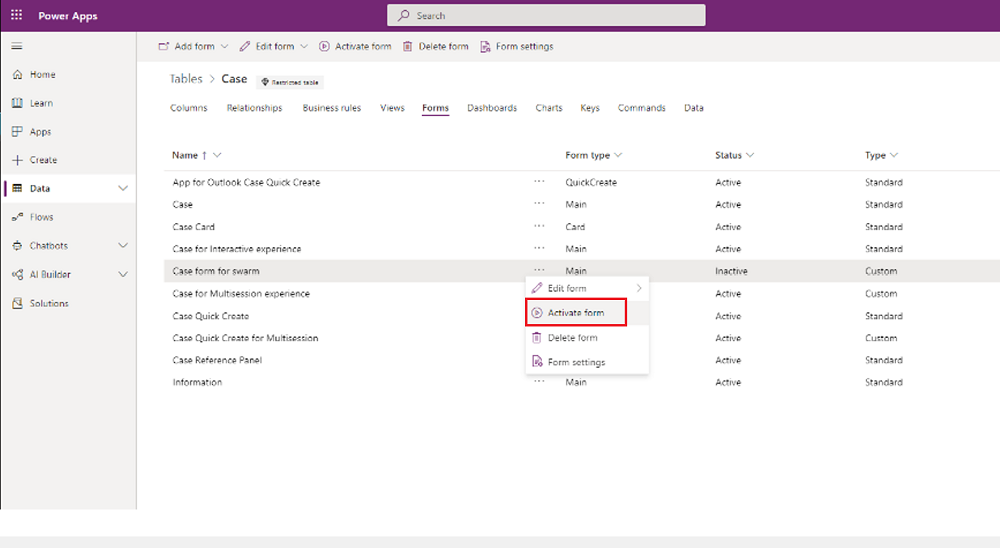 Power Apps
Search
Add form Edit form Activate form Delete form Form settings
Home
Learn
Apps
Create
Data
Flows
Chatbots
AI Builder
Solutions
Tables > Case Restricted table
Columns Relationships Business rules Views Forms Dashboards Charts Keys Commands Data
Name ↑ Form type Status Type
App for Outlook Case Quick Create ... QuickCreate Active Standard
Case ... Main Active Standard
Case Card ... Card Active Standard
Case for Interactive experience ... Main Active Standard
Case form for swarm ... Main Inactive Custom
Case for Multisession experience Active Custom
Case Quick Create Active Standard
Case Quick Create for Multisession Active Custom
Case Reference Panel Active Standard
Information ... Main Active Standard
Edit form >
Activate form
Delete form
Form settings